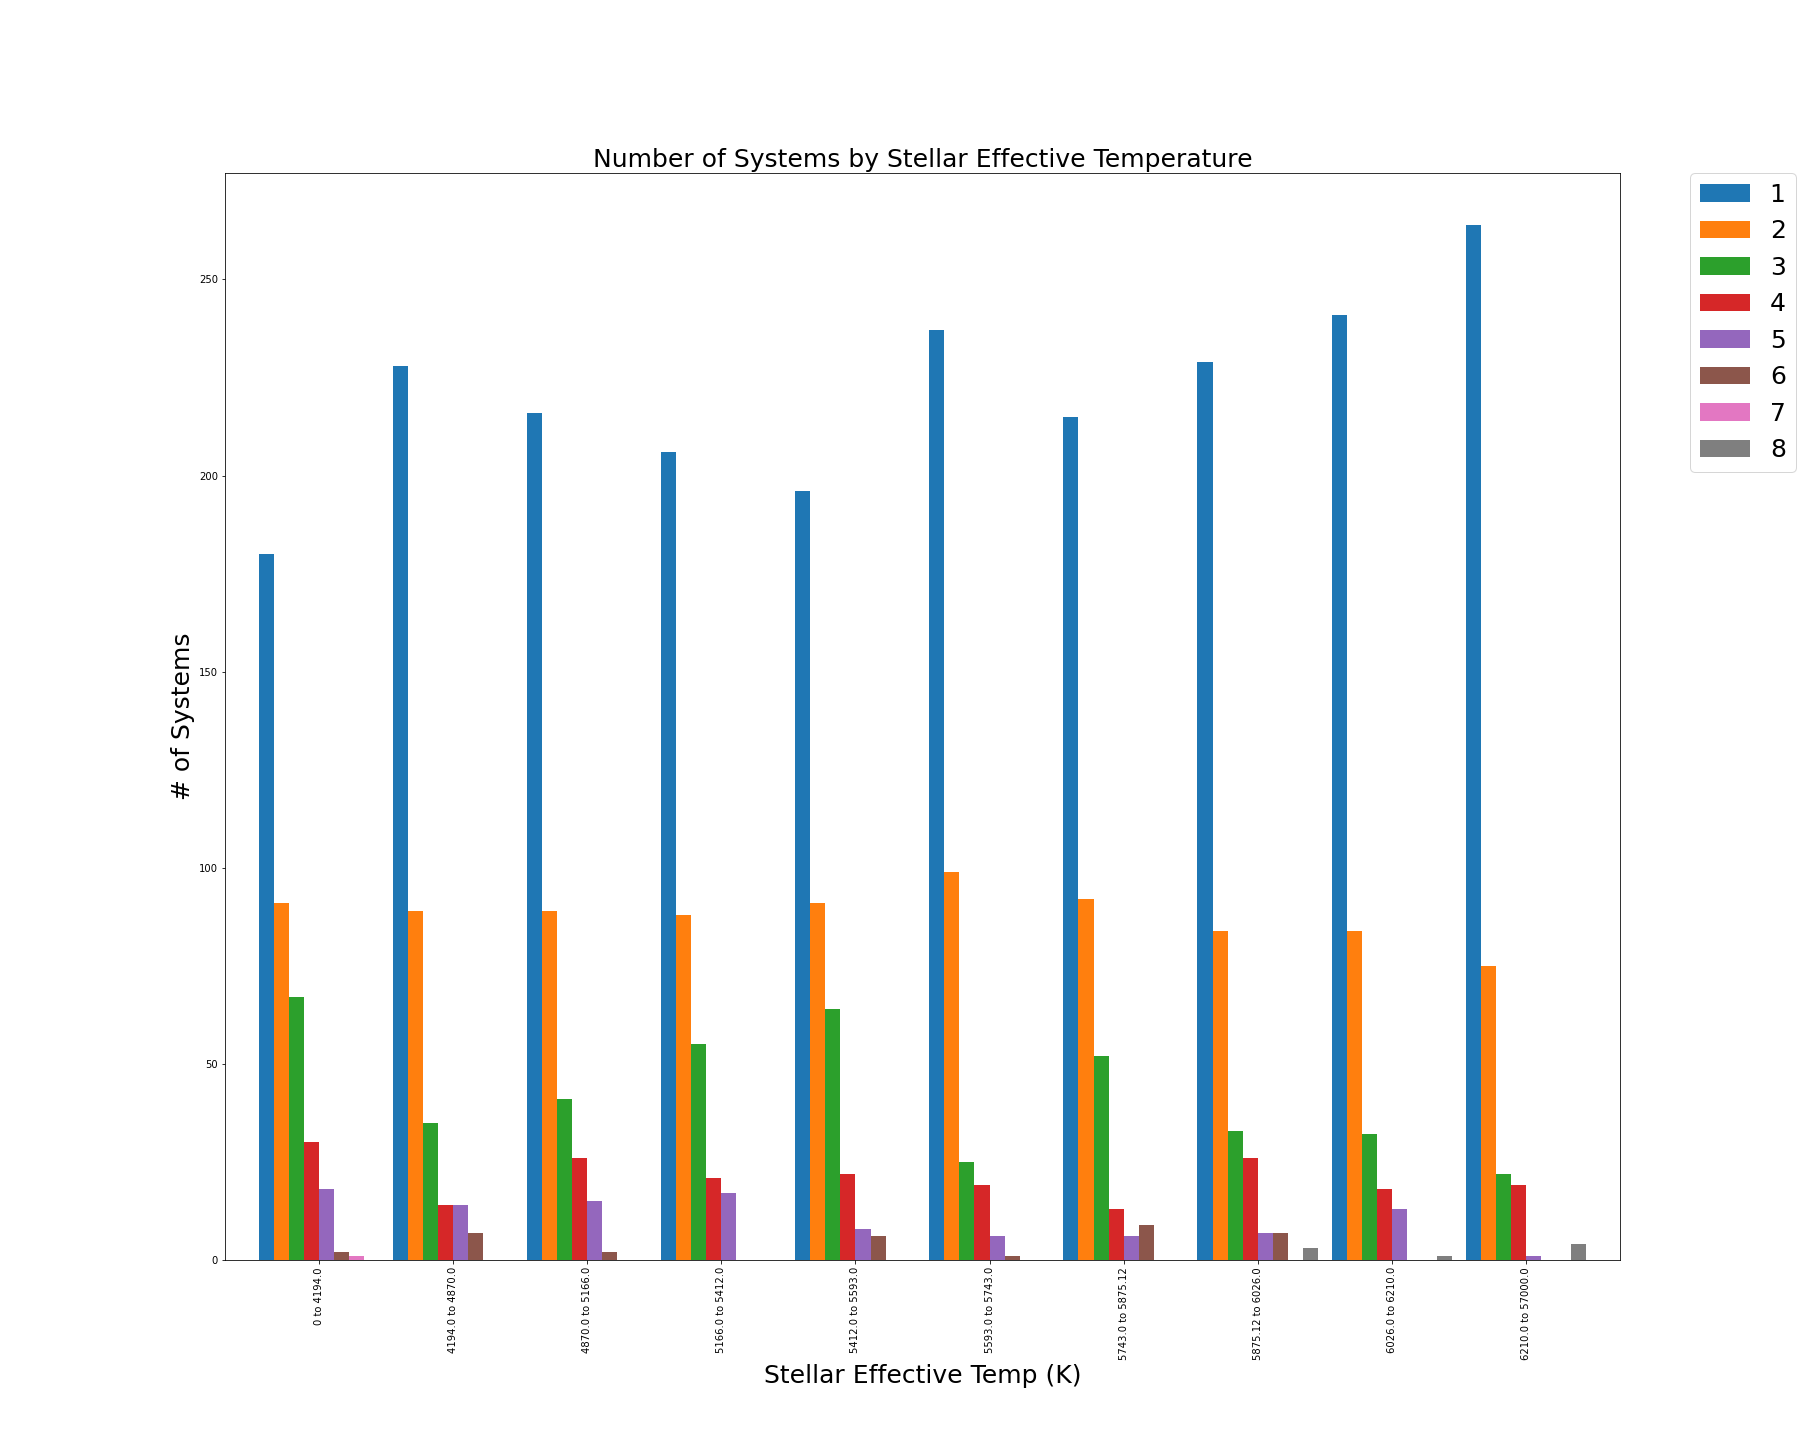 Number of Systems by Stellar Effective Temperature
1
2
3
4
5
6
7
8
# of Systems
250
200
150
100
50
0
0 to 4194.0
4194.0 to 4870.0
4870.0 to 5166.0
5166.0 to 5412.0
5412.0 to 5593.0
5593.0 to 5743.0
5743.0 to 5875.12
5875.12 to 6026.0
6026.0 to 6210.0
6210.0 to 57000.0
Stellar Effective Temp (K)